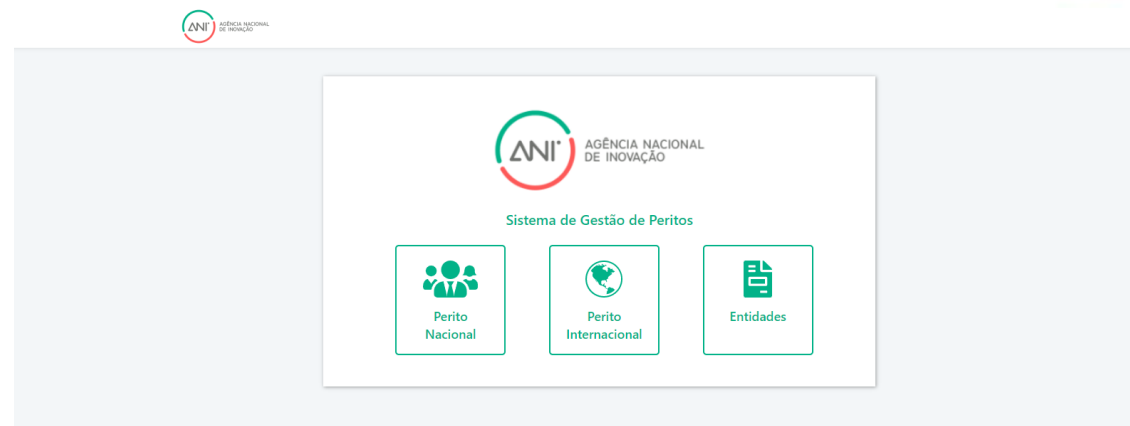 ANI
AGÊNCIA NACIONAL
DE INOVAÇÃO
ANI
AGÊNCIA NACIONAL
DE INOVAÇÃO
Sistema de Gestão de Peritos
Perito
Nacional
Perito
Internacional
Entidades